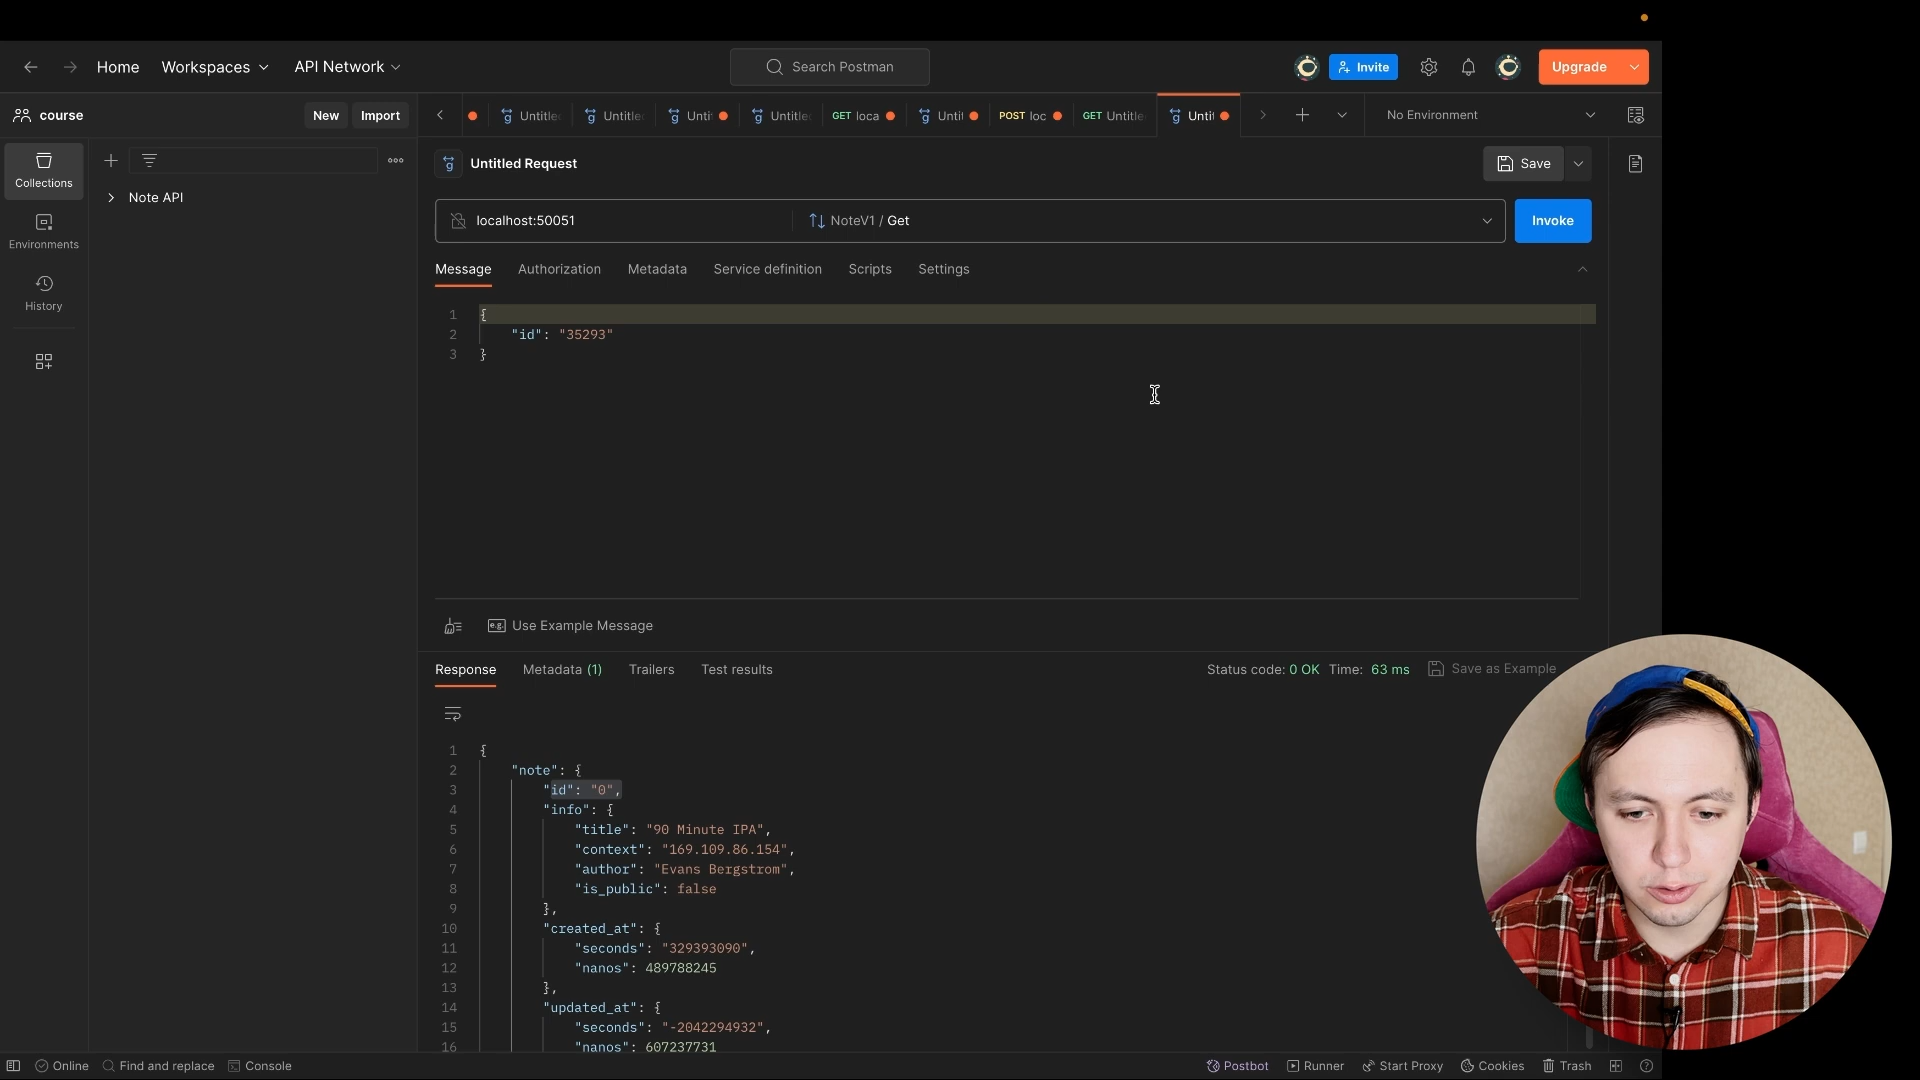 Home Workspaces API Network Search Postman Invite Upgrade
course New Import Untitle Untitle Unti Untitle GET loca Unti POST loc GET Untitle Unti No Environment
Untitled Request Save
Collections
Note API
localhost:50051 NoteV1 / Get Invoke
Environments
Message Authorization Metadata Service definition Scripts Settings
History
1 {
2 "id": "35293"
3 }
e.g. Use Example Message
Response Metadata (1) Trailers Test results Status code: 0 OK Time: 63 ms Save as Example
1 {
2 "note": {
3 "id": "0",
4 "info": {
5 "title": "90 Minute IPA",
6 "context": "169.109.86.154",
7 "author": "Evans Bergstrom",
8 "is_public": false
9 },
10 "created_at": {
11 "seconds": "329393090",
12 "nanos": 489788245
13 },
14 "updated_at": {
15 "seconds": "-2042294932",
16 "nanos": 607237731
Online Find and replace Console Postbot Runner Start Proxy Cookies Trash